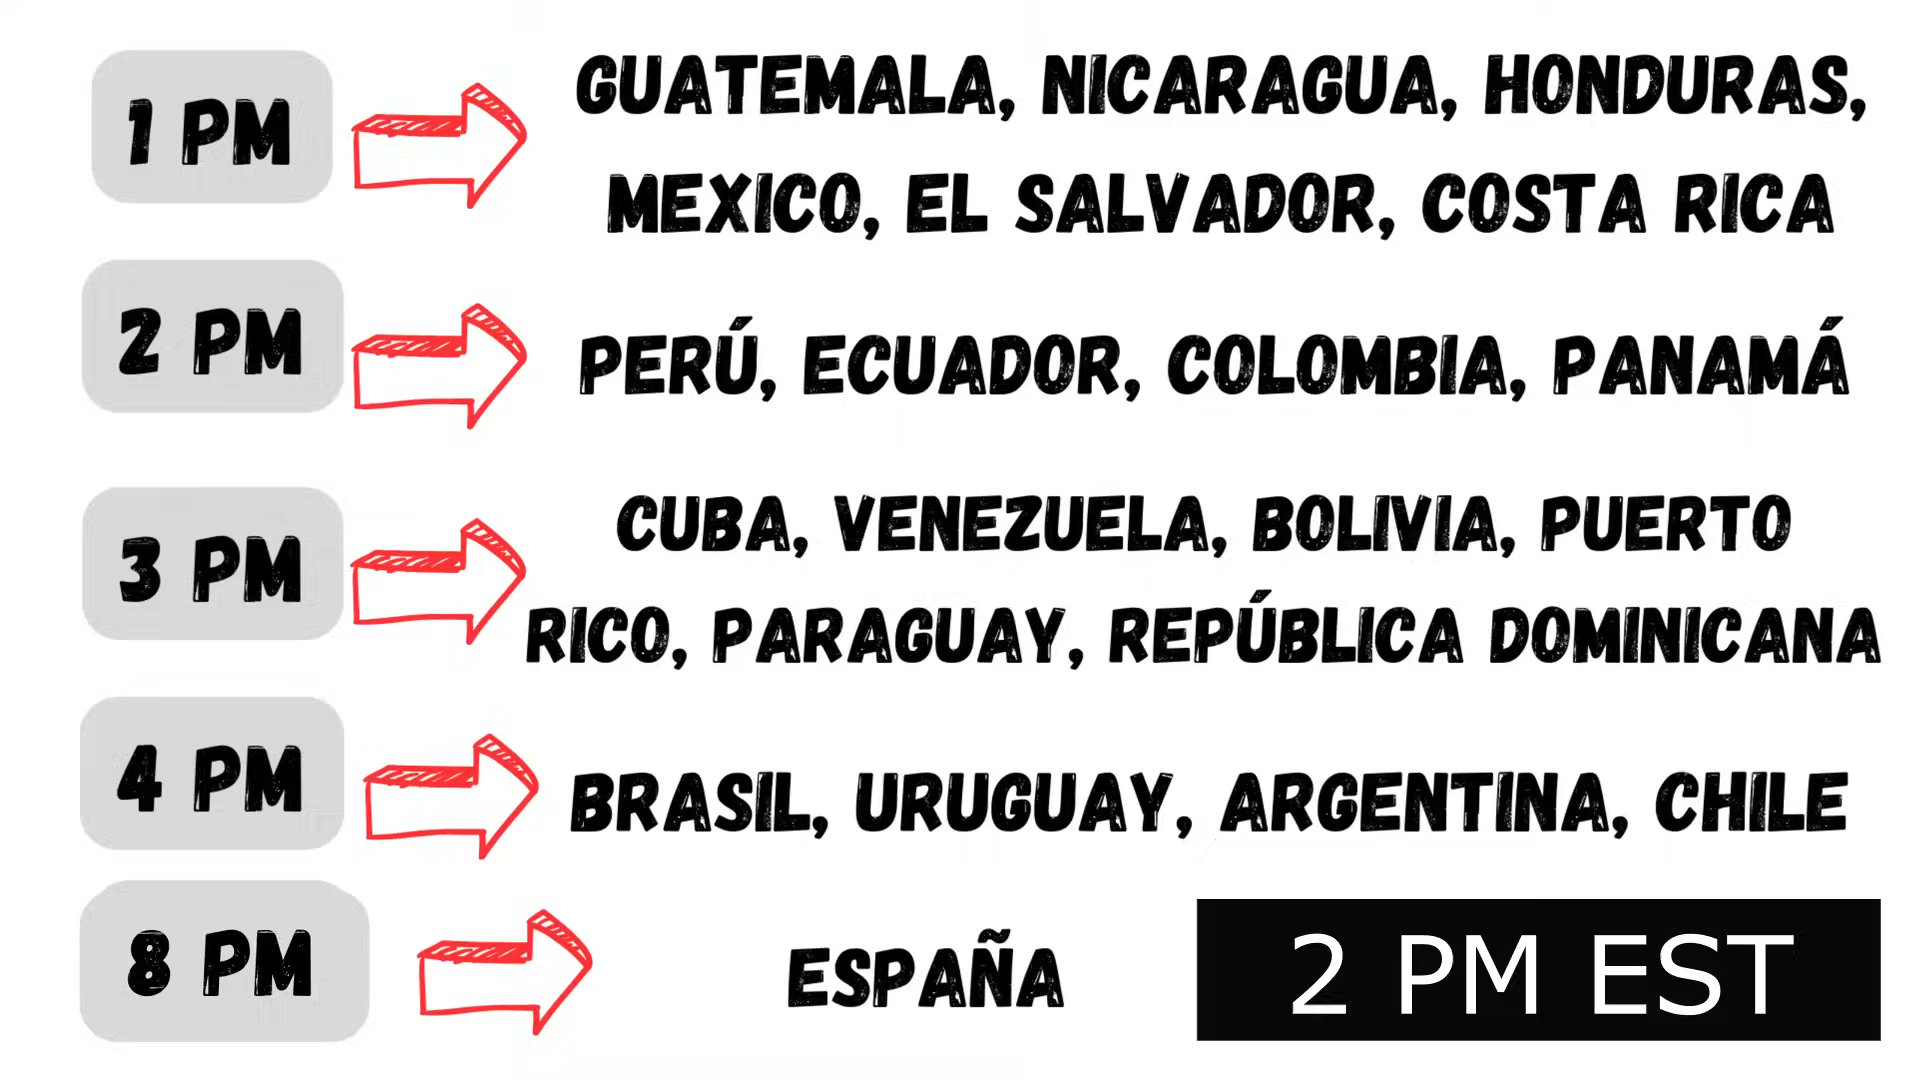 1 PM
GUATEMALA, NICARAGUA, HONDURAS,
MEXICO, EL SALVADOR, COSTA RICA
2 PM
PERÚ, ECUADOR, COLOMBIA, PANAMÁ
3 PM
CUBA, VENEZUELA, BOLIVIA, PUERTO
RICO, PARAGUAY, REPÚBLICA DOMINICANA
4 PM
BRASIL, URUGUAY, ARGENTINA, CHILE
8 PM
ESPAÑA
2 PM EST